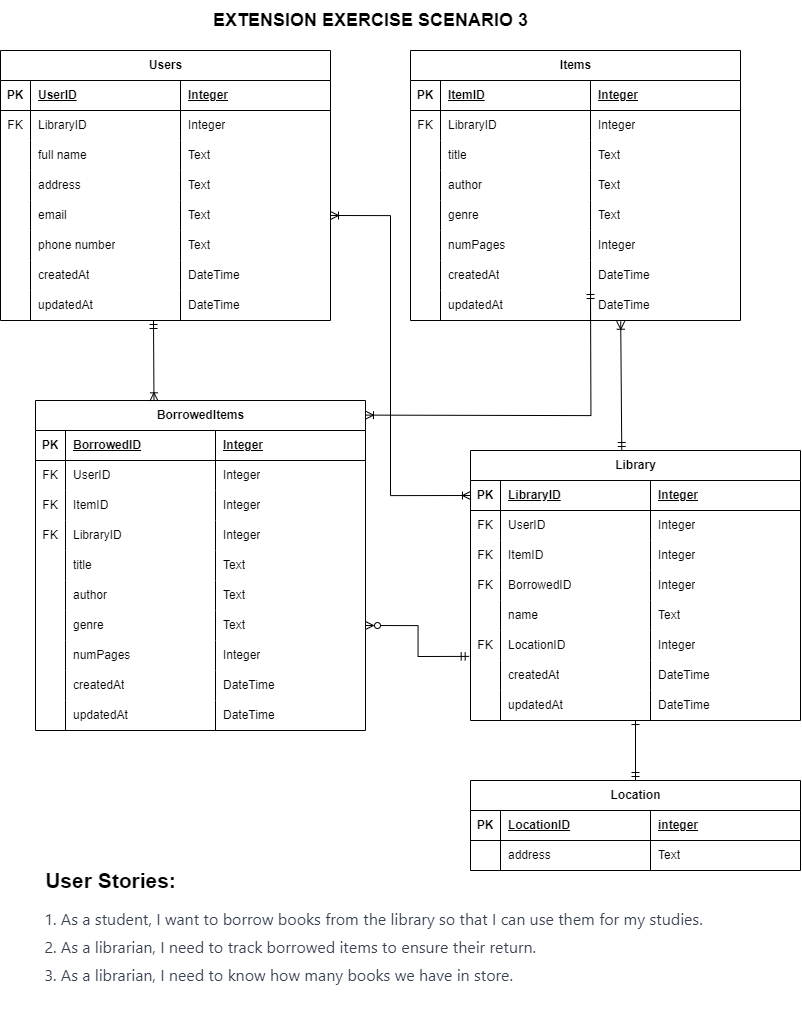 EXTENSION EXERCISE SCENARIO 3
Users
PK UserID Integer
FK LibraryID Integer
full name Text
address Text
email Text
phone number Text
createdAt DateTime
updatedAt DateTime
Items
PK ItemID Integer
FK LibraryID Integer
title Text
author Text
genre Text
numPages Integer
createdAt DateTime
updatedAt DateTime
BorrowedItems
PK BorrowedID Integer
FK UserID Integer
FK ItemID Integer
FK LibraryID Integer
title Text
author Text
genre Text
numPages Integer
createdAt DateTime
updatedAt DateTime
Library
PK LibraryID Integer
FK UserID Integer
FK ItemID Integer
FK BorrowedID Integer
name Text
FK LocationID Integer
createdAt DateTime
updatedAt DateTime
Location
PK LocationID integer
address Text
User Stories:
1. As a student, I want to borrow books from the library so that I can use them for my studies.
2. As a librarian, I need to track borrowed items to ensure their return.
3. As a librarian, I need to know how many books we have in store.